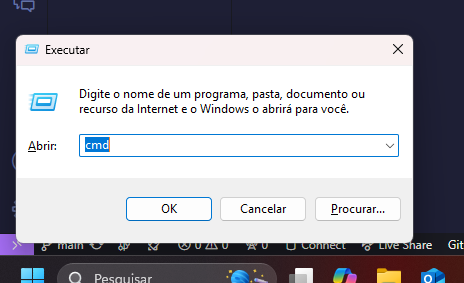 Executar
Digite o nome de um programa, pasta, documento ou
recurso da Internet e o Windows o abrirá para você.
Abrir:
cmd
OK
Cancelar
Procurar...
main
0
0
0
Connect
Live Share
Git
Pesquisar